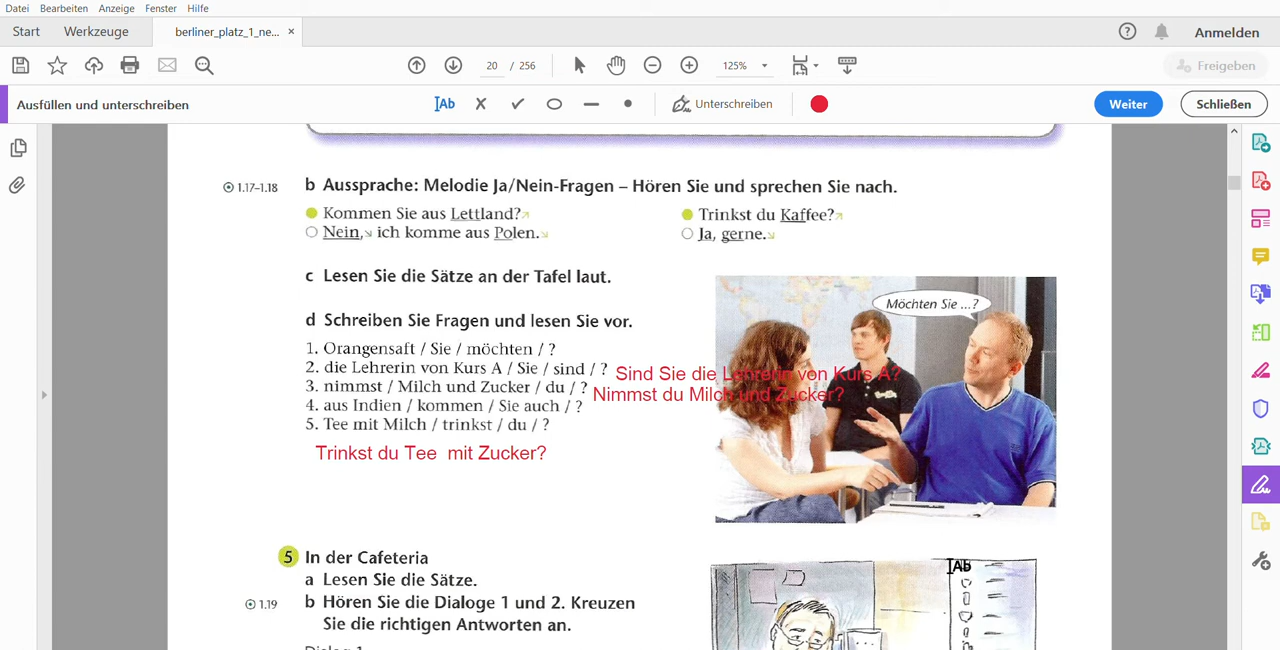 Datei Bearbeiten Anzeige Fenster Hilfe
Start Werkzeuge berliner_platz_1_ne... × Anmelden
20 / 256 125% Freigeben
Ausfüllen und unterschreiben IAb Unterschreiben Weiter Schließen
1.17–1.18 b Aussprache: Melodie Ja/Nein-Fragen – Hören Sie und sprechen Sie nach.
Kommen Sie aus Lettland?↗ Trinkst du Kaffee?↗
Nein,↘ ich komme aus Polen.↘ Ja, gerne.↘
c Lesen Sie die Sätze an der Tafel laut.
Möchten Sie ...?
d Schreiben Sie Fragen und lesen Sie vor.
1. Orangensaft / Sie / möchten / ?
2. die Lehrerin von Kurs A / Sie / sind / ? Sind Sie die Lehrerin von Kurs A?
3. nimmst / Milch und Zucker / du / ? Nimmst du Milch und Zucker?
4. aus Indien / kommen / Sie auch / ?
5. Tee mit Milch / trinkst / du / ?
Trinkst du Tee mit Zucker?
5 In der Cafeteria
a Lesen Sie die Sätze.
IAb
1.19 b Hören Sie die Dialoge 1 und 2. Kreuzen
Sie die richtigen Antworten an.
Dialog 1